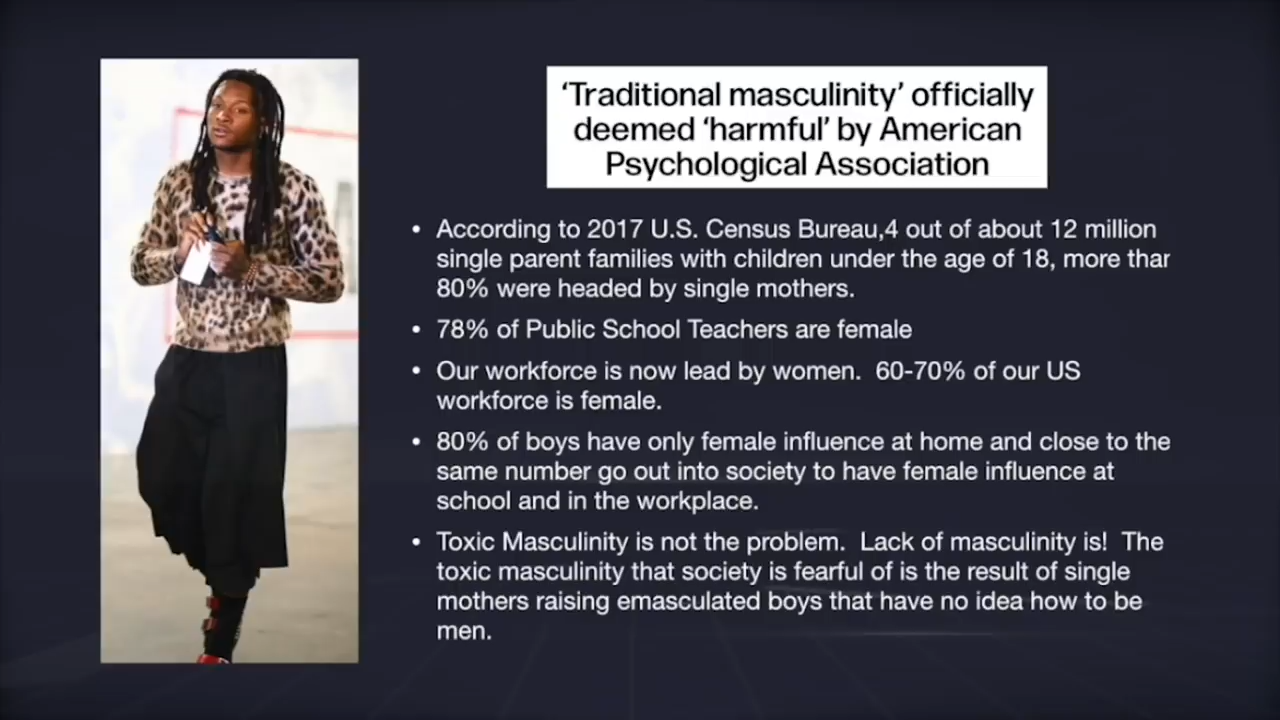 ‘Traditional masculinity’ officially
deemed ‘harmful’ by American
Psychological Association
• According to 2017 U.S. Census Bureau,4 out of about 12 million
single parent families with children under the age of 18, more thar
80% were headed by single mothers.
• 78% of Public School Teachers are female
• Our workforce is now lead by women.  60-70% of our US
workforce is female.
• 80% of boys have only female influence at home and close to the
same number go out into society to have female influence at
school and in the workplace.
• Toxic Masculinity is not the problem.  Lack of masculinity is!  The
toxic masculinity that society is fearful of is the result of single
mothers raising emasculated boys that have no idea how to be
men.